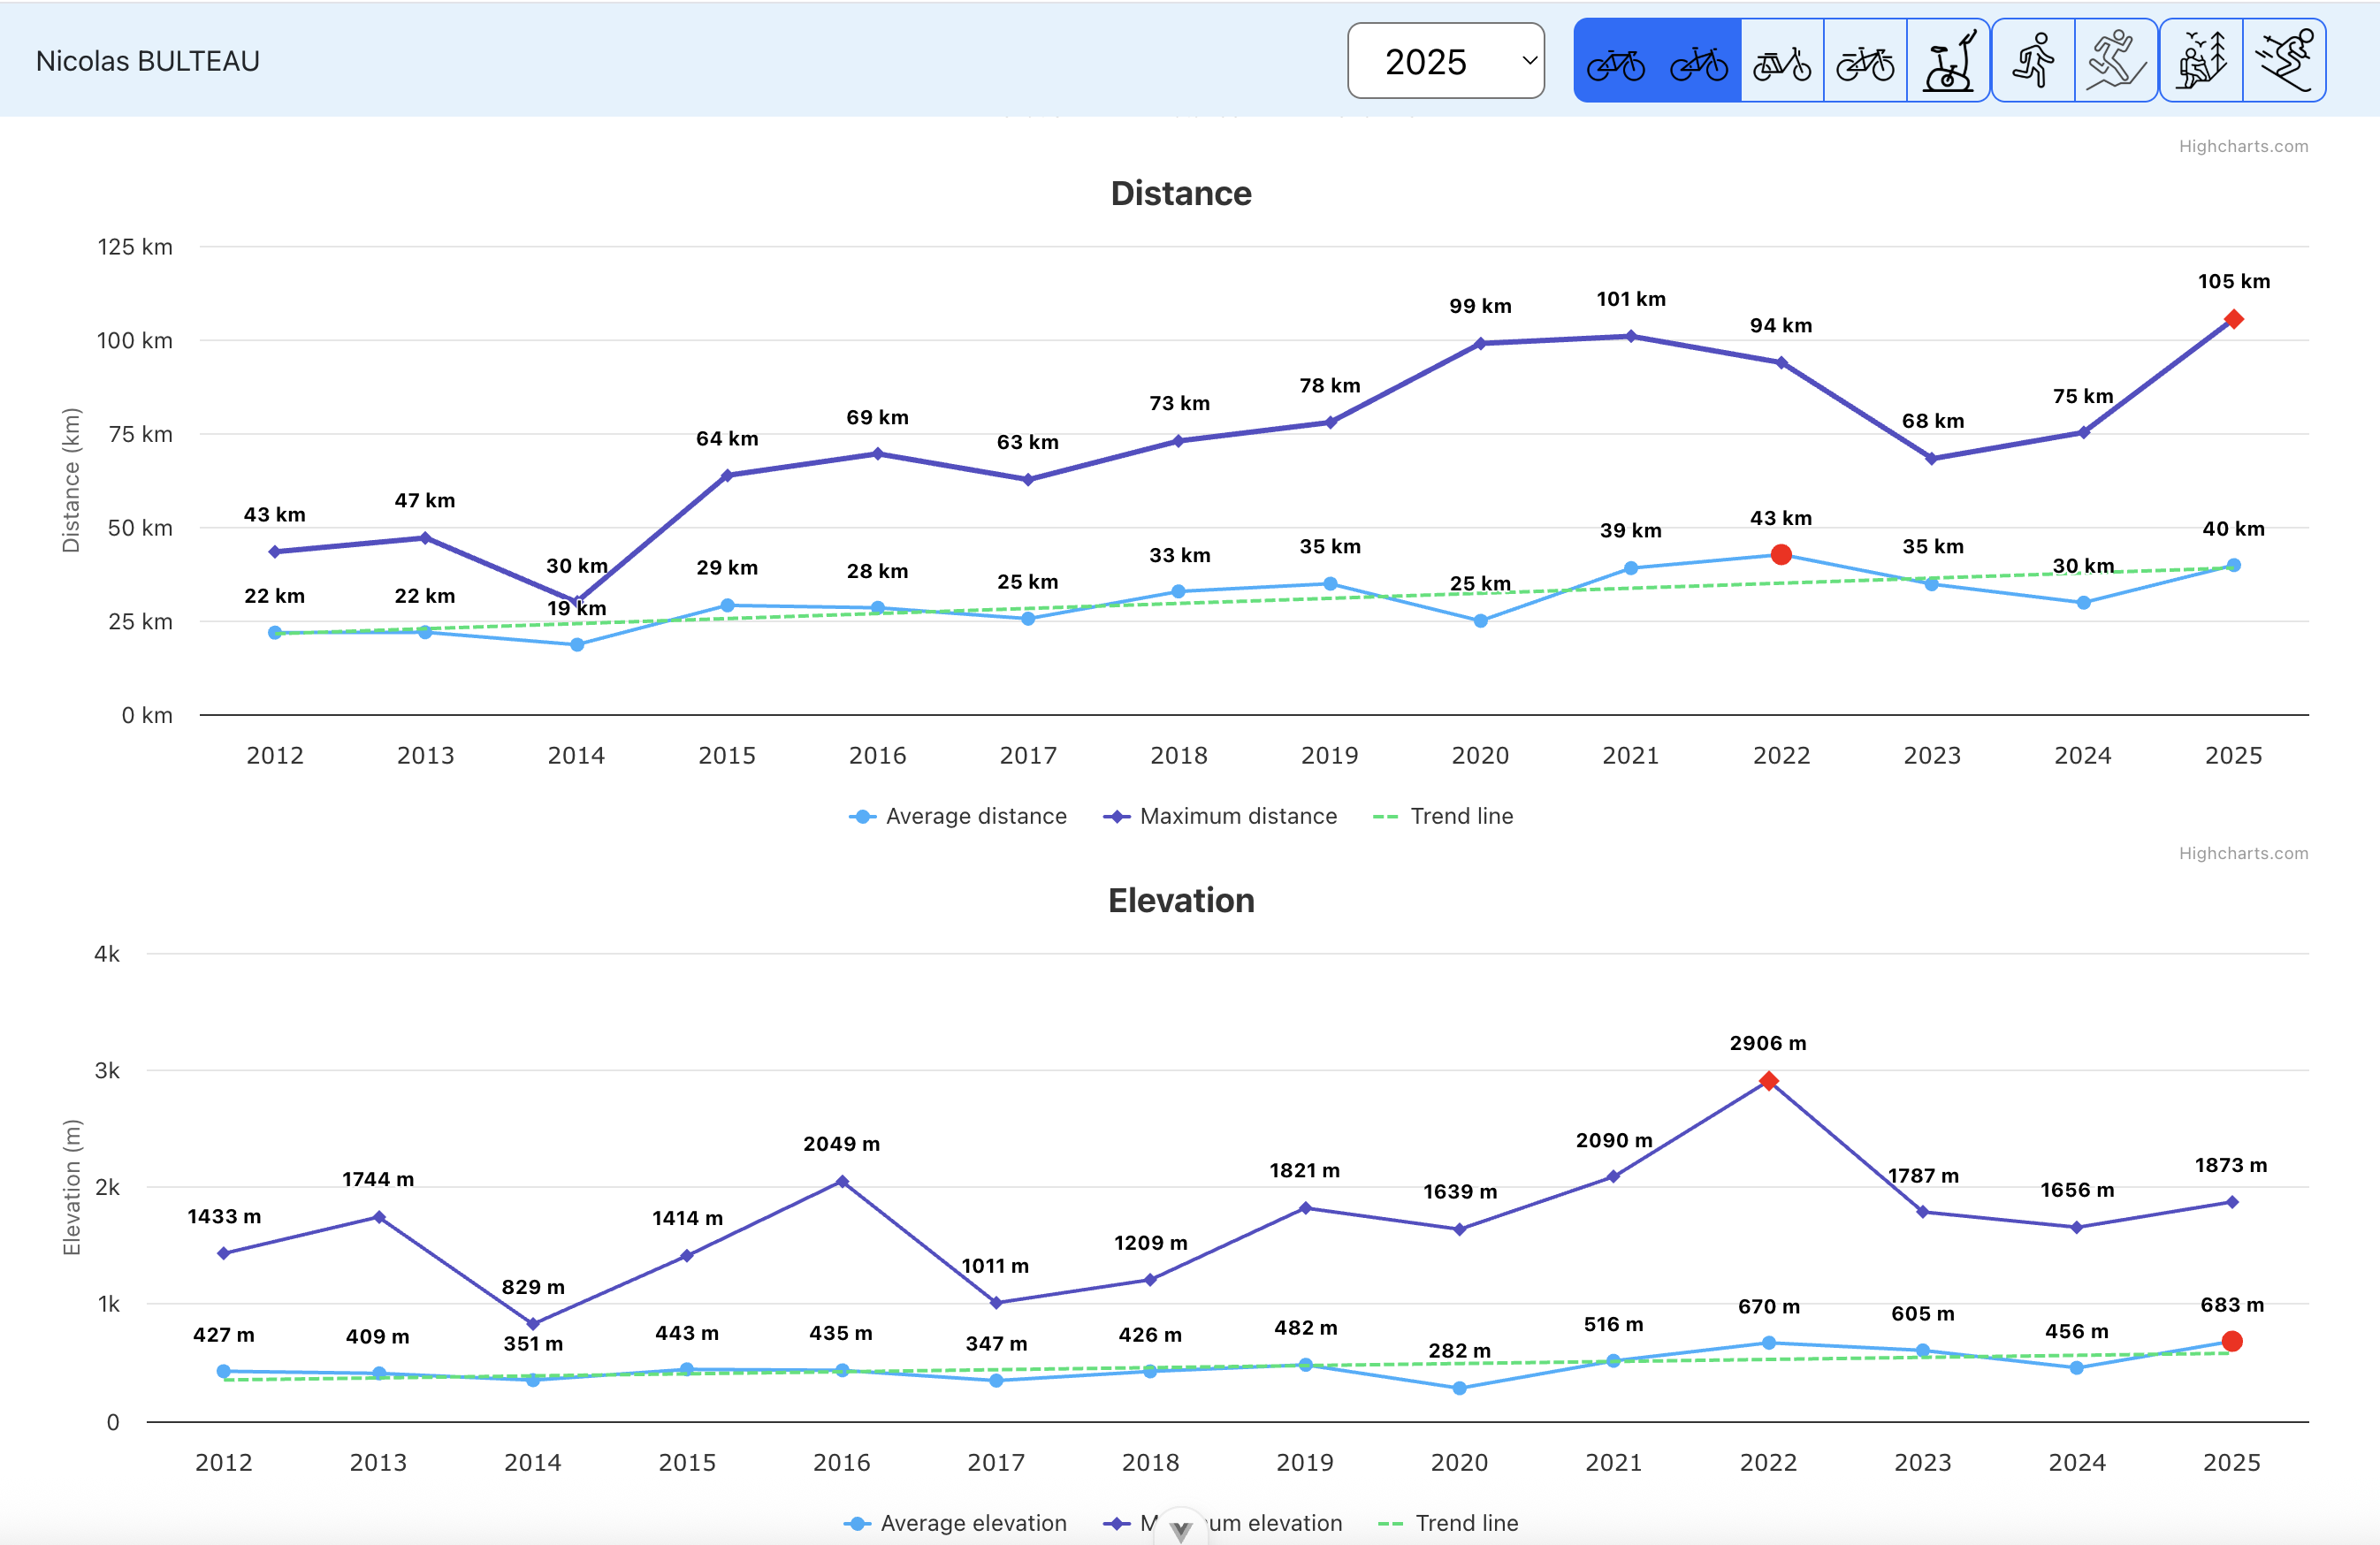 Nicolas BULTEAU
2025
Highcharts.com
Distance
125 km
100 km
75 km
50 km
25 km
0 km
Distance (km)
43 km
47 km
30 km
64 km
69 km
63 km
73 km
78 km
99 km
101 km
94 km
68 km
75 km
105 km
22 km
22 km
19 km
29 km
28 km
25 km
33 km
35 km
25 km
39 km
43 km
35 km
30 km
40 km
2012 2013 2014 2015 2016 2017 2018 2019 2020 2021 2022 2023 2024 2025
Average distance Maximum distance Trend line
Highcharts.com
Elevation
4k
3k
2k
1k
0
Elevation (m)
1433 m
1744 m
829 m
1414 m
2049 m
1011 m
1209 m
1821 m
1639 m
2090 m
2906 m
1787 m
1656 m
1873 m
427 m
409 m
351 m
443 m
435 m
347 m
426 m
482 m
282 m
516 m
670 m
605 m
456 m
683 m
2012 2013 2014 2015 2016 2017 2018 2019 2020 2021 2022 2023 2024 2025
Average elevation elevation Trend line